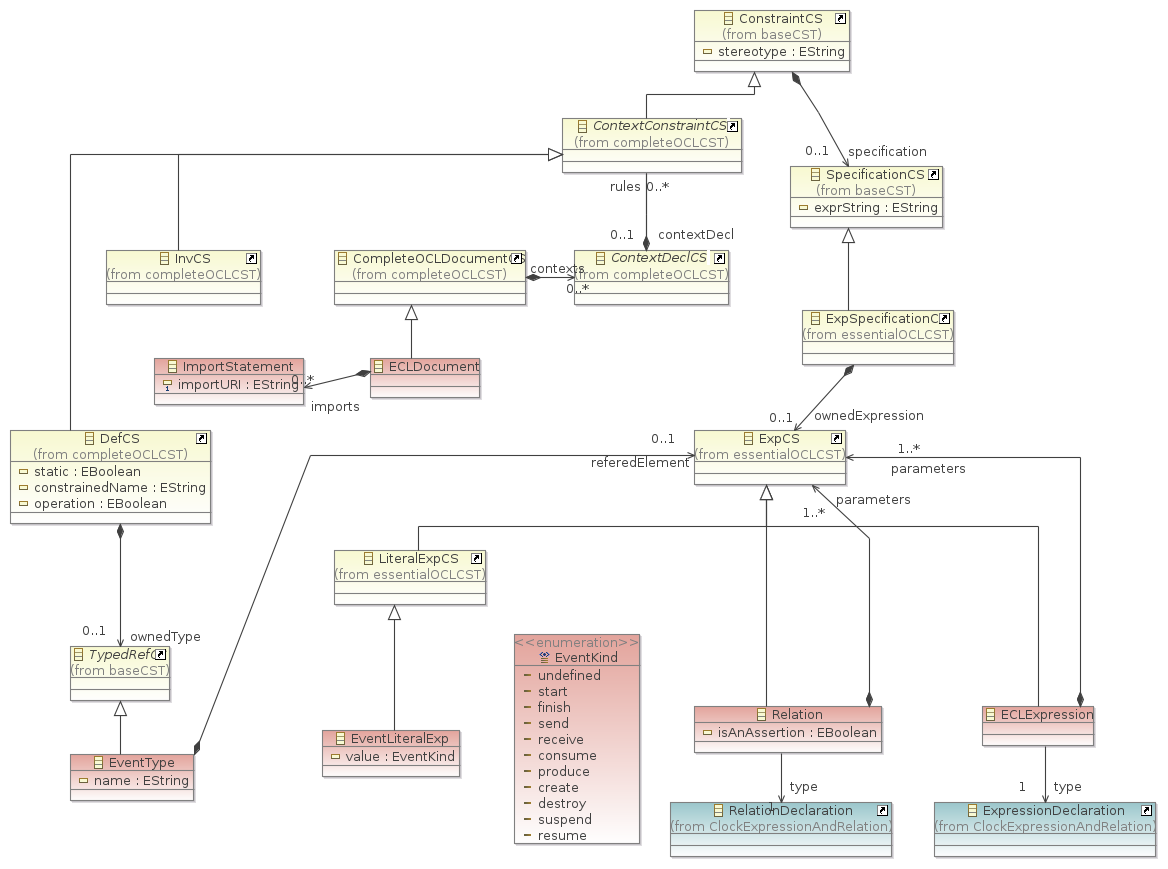 ConstraintCS
(from baseCST)
stereotype : EString
ContextConstraintCS
(from completeOCLCST)
0..1
specification
rules
0..*
SpecificationCS
(from baseCST)
exprString : EString
0..1
contextDecl
InvCS
(from completeOCLCST)
CompleteOCLDocumentCS
(from completeOCLCST)
contexts
0..*
ContextDeclCS
(from completeOCLCST)
ExpSpecificationC
(from essentialOCLCST)
ImportStatement
importURI : EString
0..*
imports
ECLDocument
0..1
ownedExpression
DefCS
(from completeOCLCST)
static : EBoolean
constrainedName : EString
operation : EBoolean
0..1
referedElement
ExpCS
(from essentialOCLCST)
1..*
parameters
parameters
1..*
LiteralExpCS
(from essentialOCLCST)
0..1
ownedType
TypedRefC
(from baseCST)
<<enumeration>>
EventKind
undefined
start
finish
send
receive
consume
produce
create
destroy
suspend
resume
EventType
name : EString
EventLiteralExp
value : EventKind
Relation
isAnAssertion : EBoolean
ECLExpression
type
1
1
type
RelationDeclaration
(from ClockExpressionAndRelation)
ExpressionDeclaration
(from ClockExpressionAndRelation)